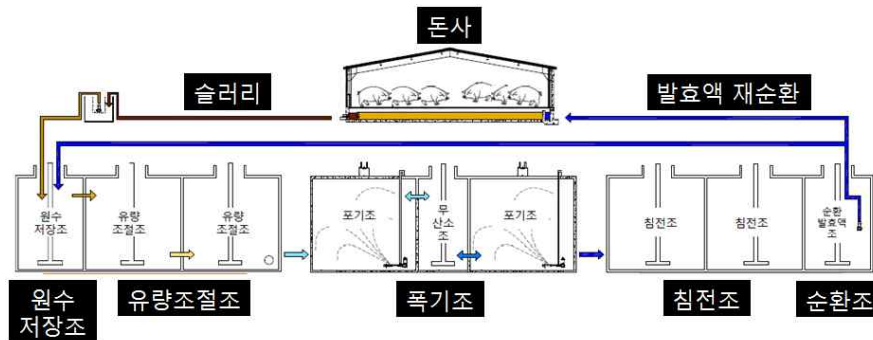 돈사
슬러리
발효액 재순환
원수
저장조
유량
조절조
유량
조절조
포기조
무
산소
조
포기조
침전조
침전조
순환
발효액
조
원수
저장조
유량조절조
폭기조
침전조
순환조